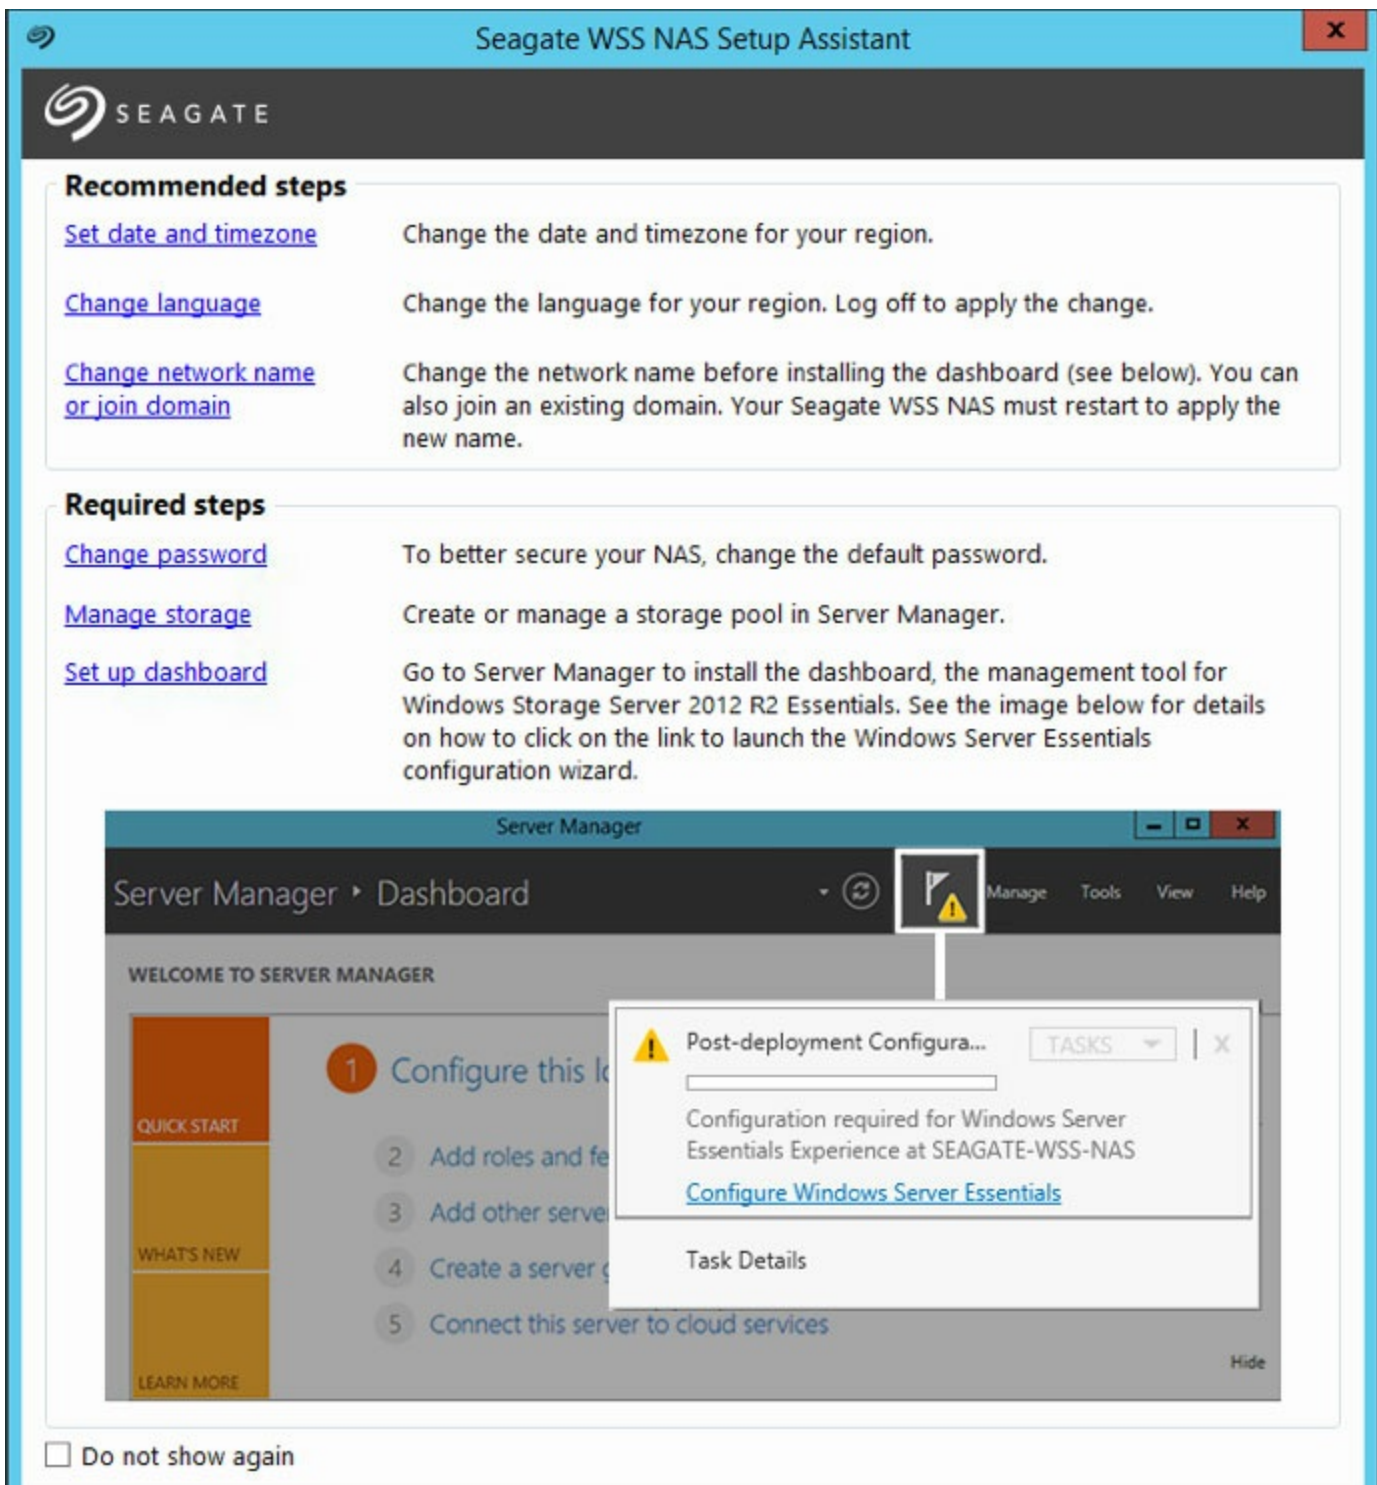 Seagate WSS NAS Setup Assistant
SEAGATE
Recommended steps
Set date and timezone
Change the date and timezone for your region.
Change language
Change the language for your region. Log off to apply the change.
Change network name
or join domain
Change the network name before installing the dashboard (see below). You can
also join an existing domain. Your Seagate WSS NAS must restart to apply the
new name.
Required steps
Change password
To better secure your NAS, change the default password.
Manage storage
Create or manage a storage pool in Server Manager.
Set up dashboard
Go to Server Manager to install the dashboard, the management tool for
Windows Storage Server 2012 R2 Essentials. See the image below for details
on how to click on the link to launch the Windows Server Essentials
configuration wizard.
Server Manager
Server Manager ‣ Dashboard
Manage Tools View Help
WELCOME TO SERVER MANAGER
QUICK START
WHAT'S NEW
LEARN MORE
1 Configure this lo
2 Add roles and fe
3 Add other server
4 Create a server g
5 Connect this server to cloud services
Hide
Post-deployment Configura...
TASKS
Configuration required for Windows Server
Essentials Experience at SEAGATE-WSS-NAS
Configure Windows Server Essentials
Task Details
Do not show again